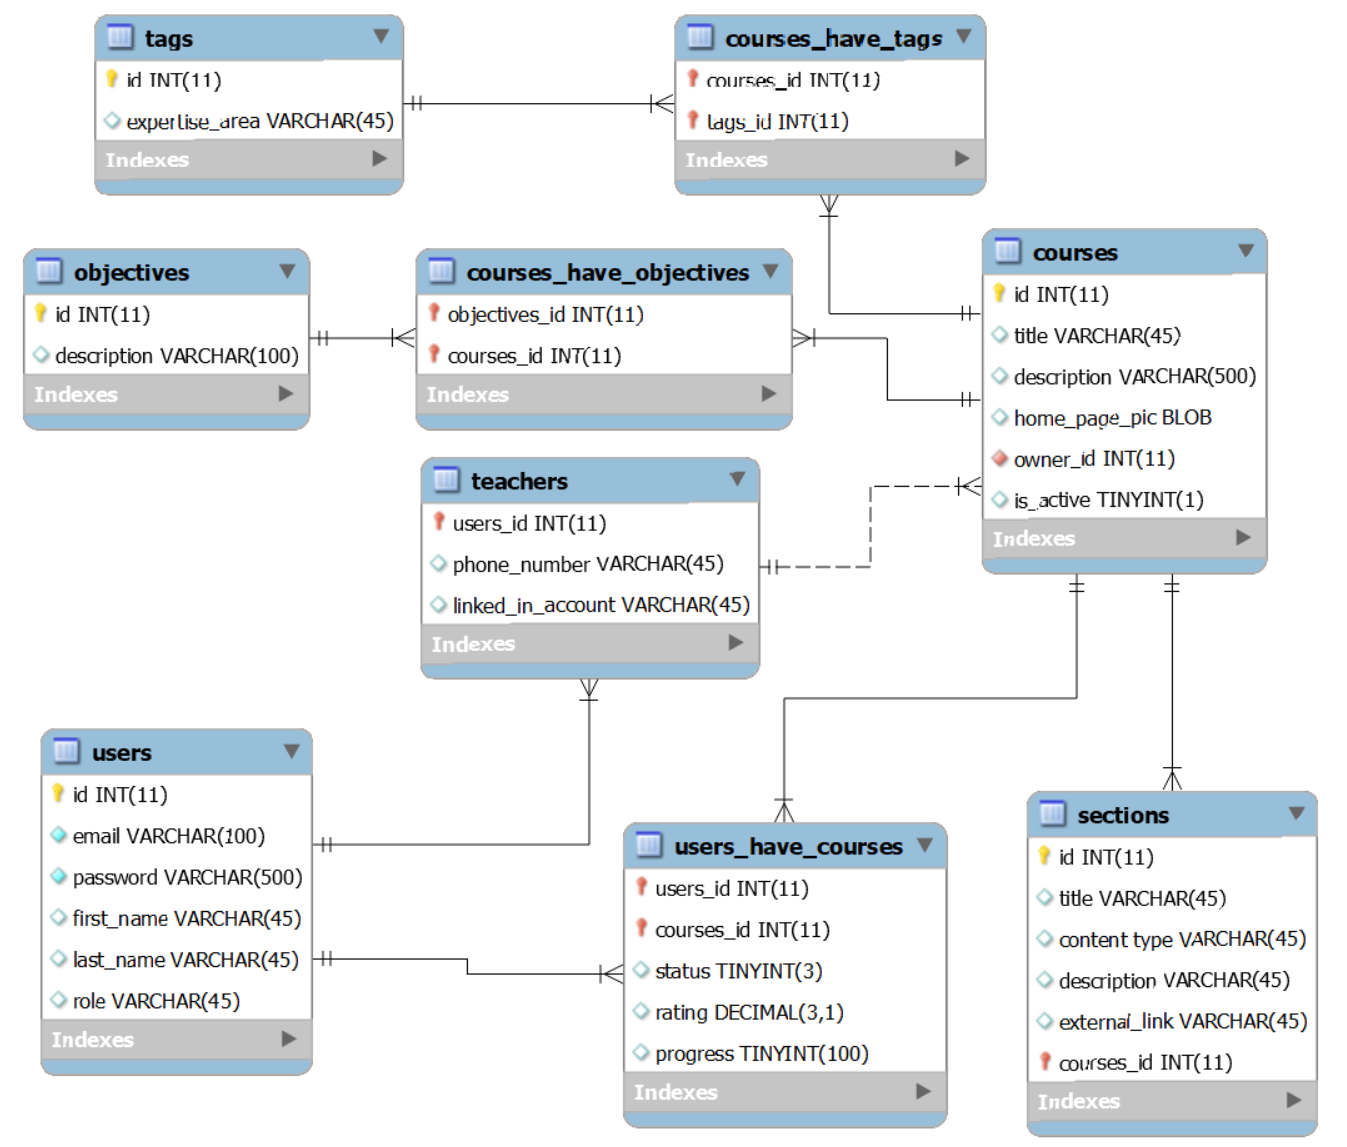 tags
id INT(11)
expertise_area VARCHAR(45)
Indexes
courses_have_tags
courses_id INT(11)
tags_id INT(11)
Indexes
objectives
id INT(11)
description VARCHAR(100)
Indexes
courses_have_objectives
objectives_id INT(11)
courses_id INT(11)
Indexes
courses
id INT(11)
title VARCHAR(45)
description VARCHAR(500)
home_page_pic BLOB
owner_id INT(11)
is_active TINYINT(1)
Indexes
teachers
users_id INT(11)
phone_number VARCHAR(45)
linked_in_account VARCHAR(45)
Indexes
users
id INT(11)
email VARCHAR(100)
password VARCHAR(500)
first_name VARCHAR(45)
last_name VARCHAR(45)
role VARCHAR(45)
Indexes
users_have_courses
users_id INT(11)
courses_id INT(11)
status TINYINT(3)
rating DECIMAL(3,1)
progress TINYINT(100)
Indexes
sections
id INT(11)
title VARCHAR(45)
content type VARCHAR(45)
description VARCHAR(45)
external_link VARCHAR(45)
courses_id INT(11)
Indexes